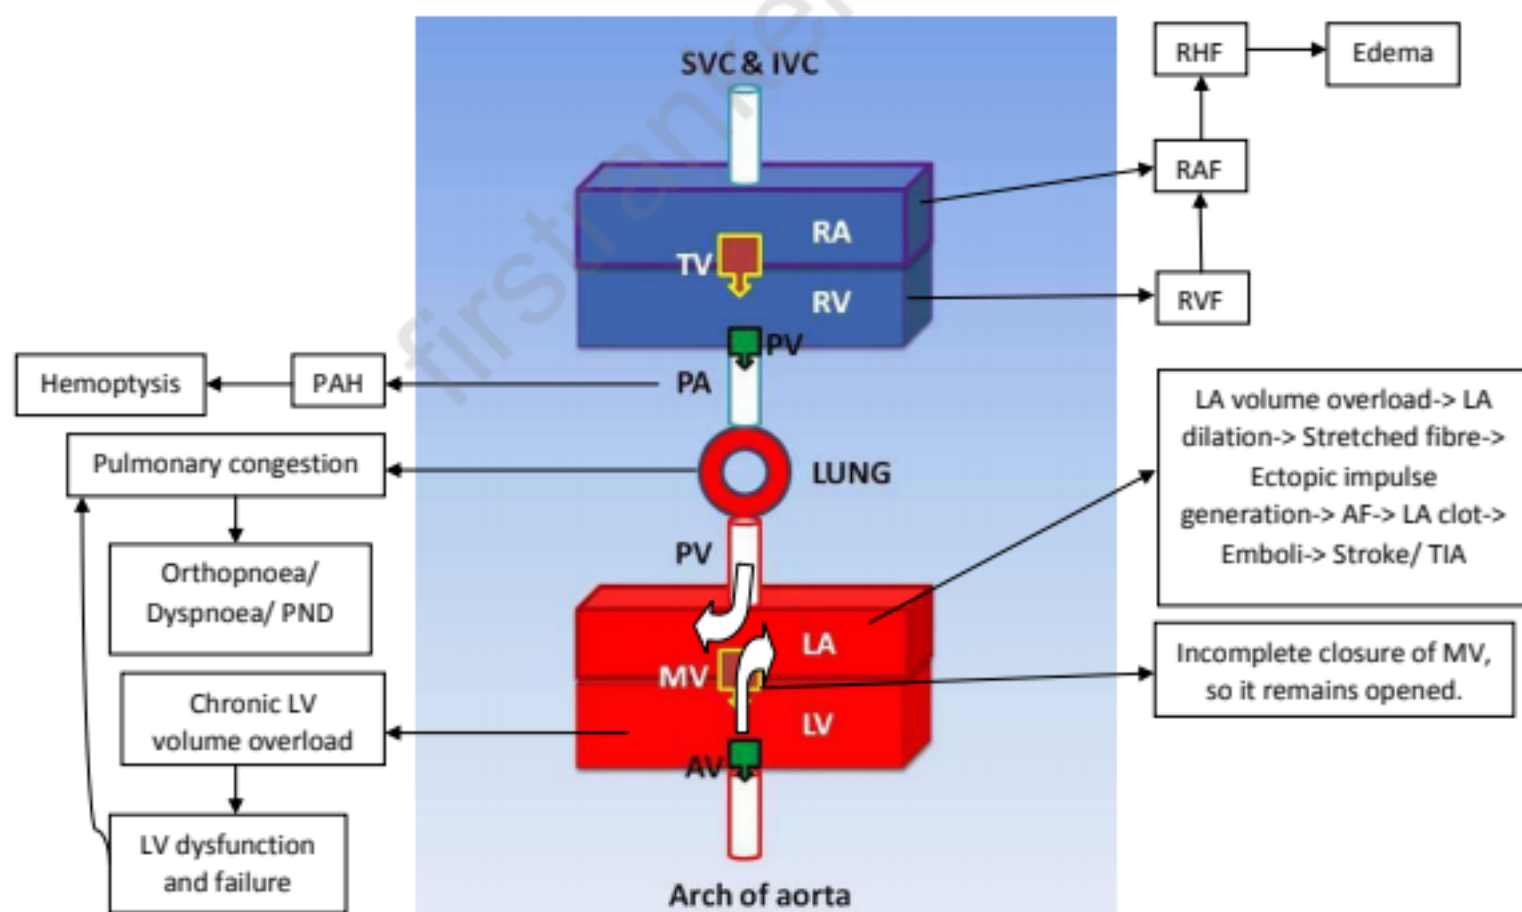 SVC & IVC
RA
TV
RV
PV
PA
LUNG
PV
LA
MV
LV
AV
Arch of aorta
RHF
Edema
RAF
RVF
Hemoptysis
PAH
Pulmonary congestion
Orthopnoea/
Dyspnoea/ PND
Chronic LV
volume overload
LV dysfunction
and failure
LA volume overload-> LA
dilation-> Stretched fibre->
Ectopic impulse
generation-> AF-> LA clot->
Emboli-> Stroke/ TIA
Incomplete closure of MV,
so it remains opened.
firstranke